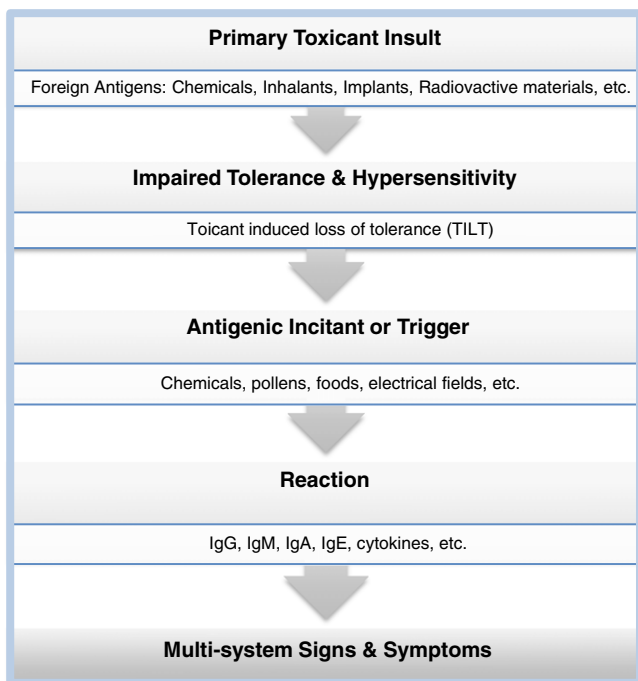 Primary Toxicant Insult
Foreign Antigens: Chemicals, Inhalants, Implants, Radiovactive materials, etc.
Impaired Tolerance & Hypersensitivity
Toicant induced loss of tolerance (TILT)
Antigenic Incitant or Trigger
Chemicals, pollens, foods, electrical fields, etc.
Reaction
IgG, IgM, IgA, IgE, cytokines, etc.
Multi-system Signs & Symptoms